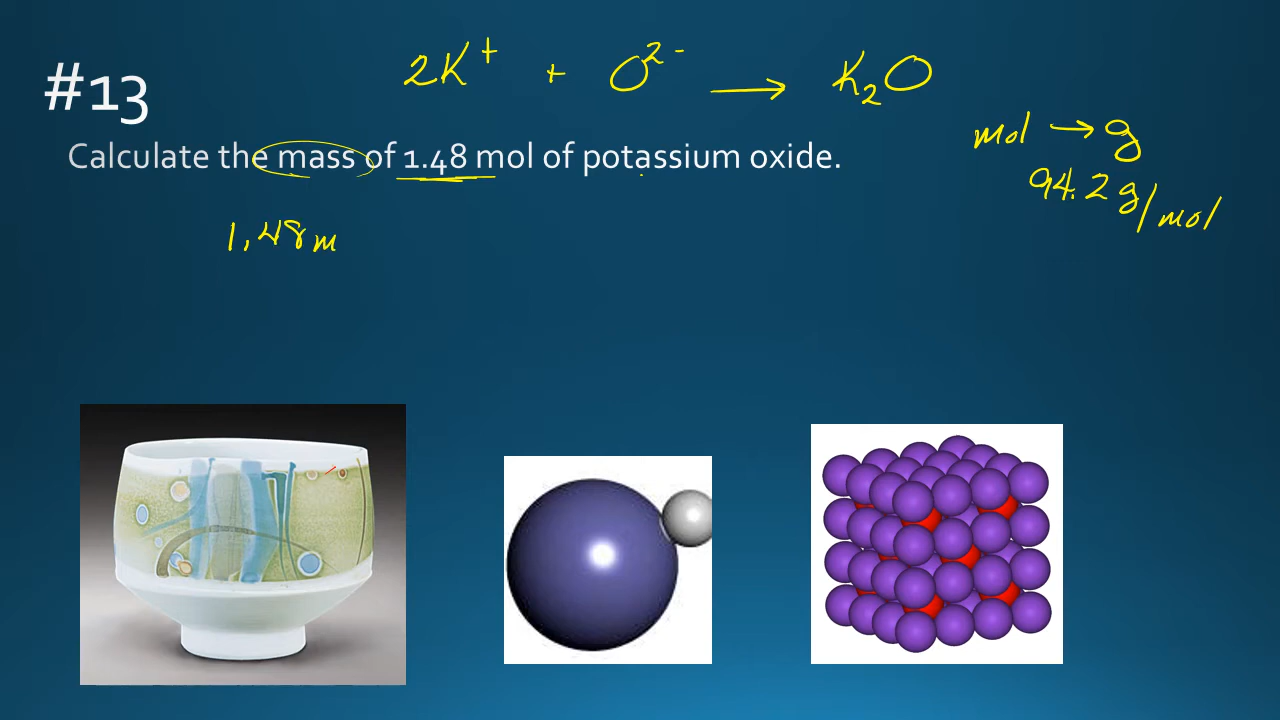 2K⁺ + O²⁻ → K₂O
#13
mol → g
Calculate the mass of 1.48 mol of potassium oxide.
94.2 g/mol
1.48 m